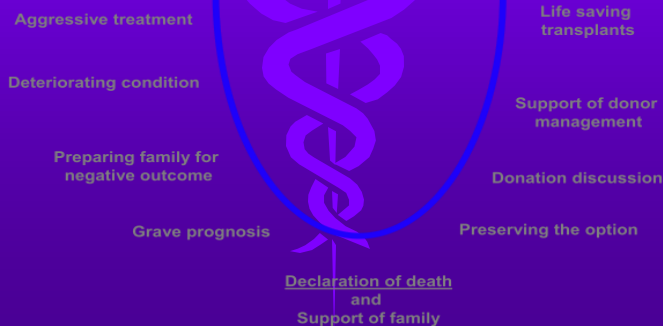 Aggressive treatment
Deteriorating condition
Preparing family for
negative outcome
Grave prognosis
Declaration of death
and
Support of family
Preserving the option
Donation discussion
Support of donor
management
Life saving
transplants